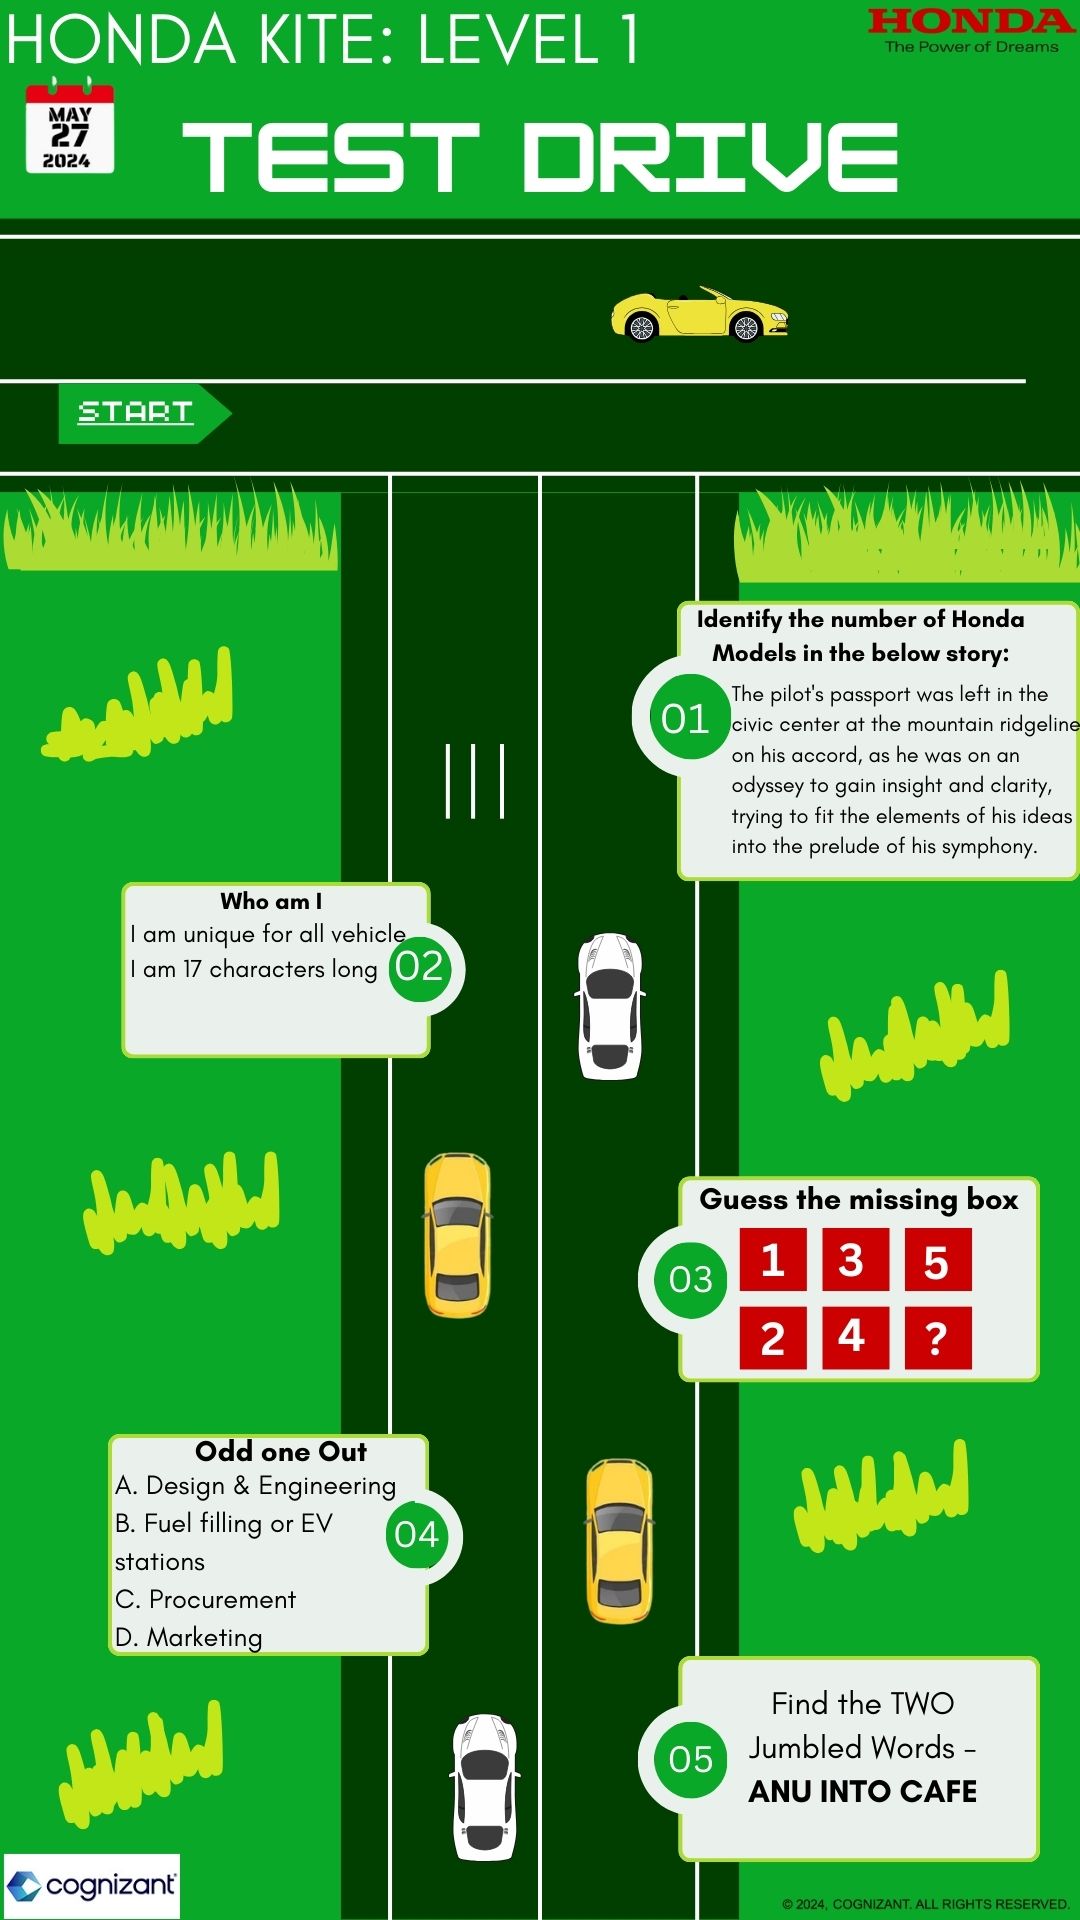 HONDA KITE: LEVEL 1
HONDA
The Power of Dreams
MAY
27
2024
TEST DRIVE
START
Identify the number of Honda
Models in the below story:
01
The pilot's passport was left in the
civic center at the mountain ridgeline
on his accord, as he was on an
odyssey to gain insight and clarity,
trying to fit the elements of his ideas
into the prelude of his symphony.
Who am I
I am unique for all vehicle
I am 17 characters long
02
Guess the missing box
03
1 3 5
2 4 ?
Odd one Out
A. Design & Engineering
B. Fuel filling or EV
stations
C. Procurement
D. Marketing
04
05
Find the TWO
Jumbled Words -
ANU INTO CAFE
cognizant
© 2024, COGNIZANT. ALL RIGHTS RESERVED.